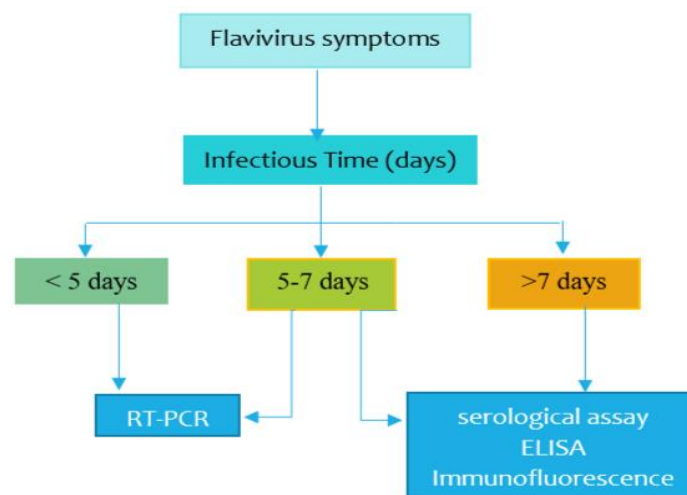 Flavivirus symptoms
Infectious Time (days)
< 5 days
5-7 days
>7 days
RT-PCR
serological assay
ELISA
Immunofluorescence